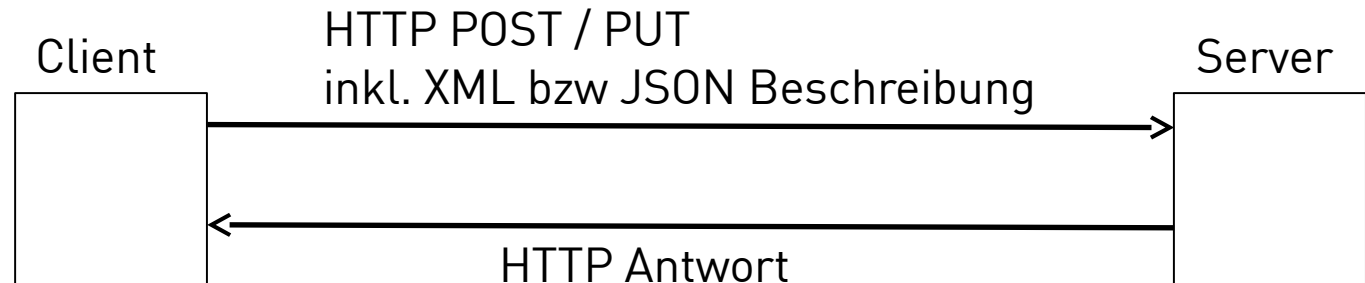 Client
HTTP POST / PUT
inkl. XML bzw JSON Beschreibung
Server
HTTP Antwort